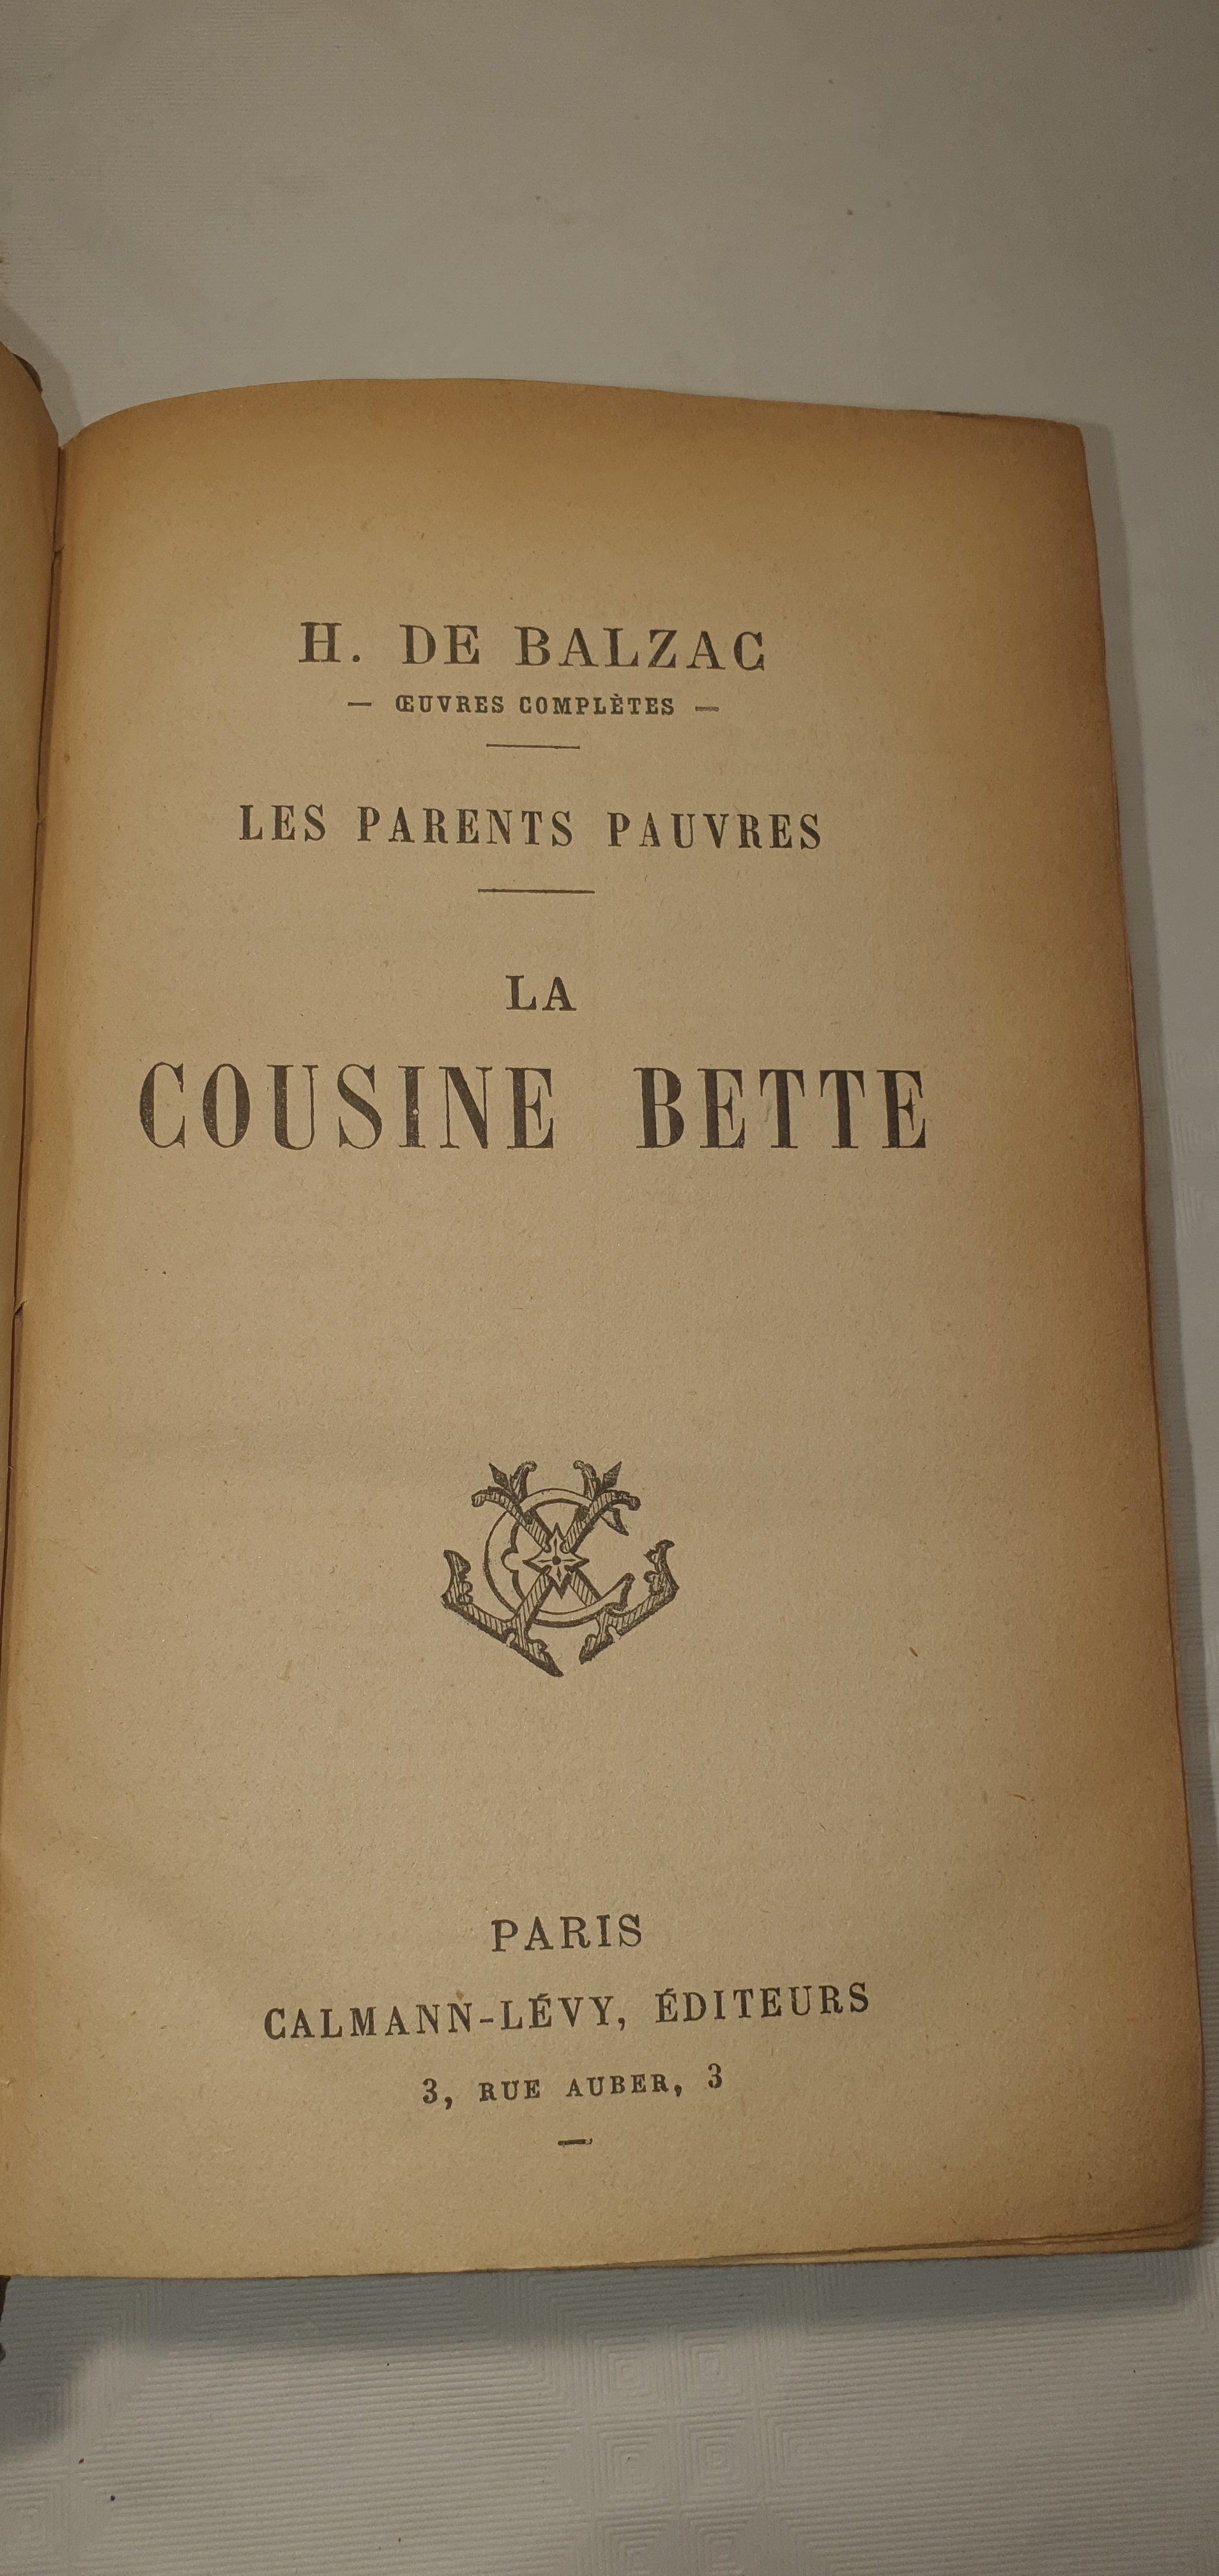 H. DE BALZAC
— ŒUVRES COMPLÈTES —
LES PARENTS PAUVRES
LA
COUSINE BETTE
PARIS
CALMANN-LÉVY, ÉDITEURS
3, RUE AUBER, 3